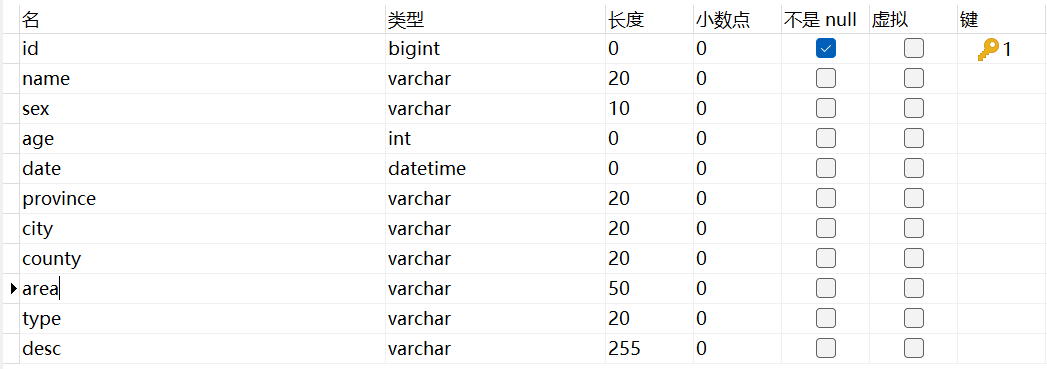 名 类型 长度 小数点 不是 null 虚拟 键
id bigint 0 0 1
name varchar 20 0
sex varchar 10 0
age int 0 0
date datetime 0 0
province varchar 20 0
city varchar 20 0
county varchar 20 0
area varchar 50 0
type varchar 20 0
desc varchar 255 0